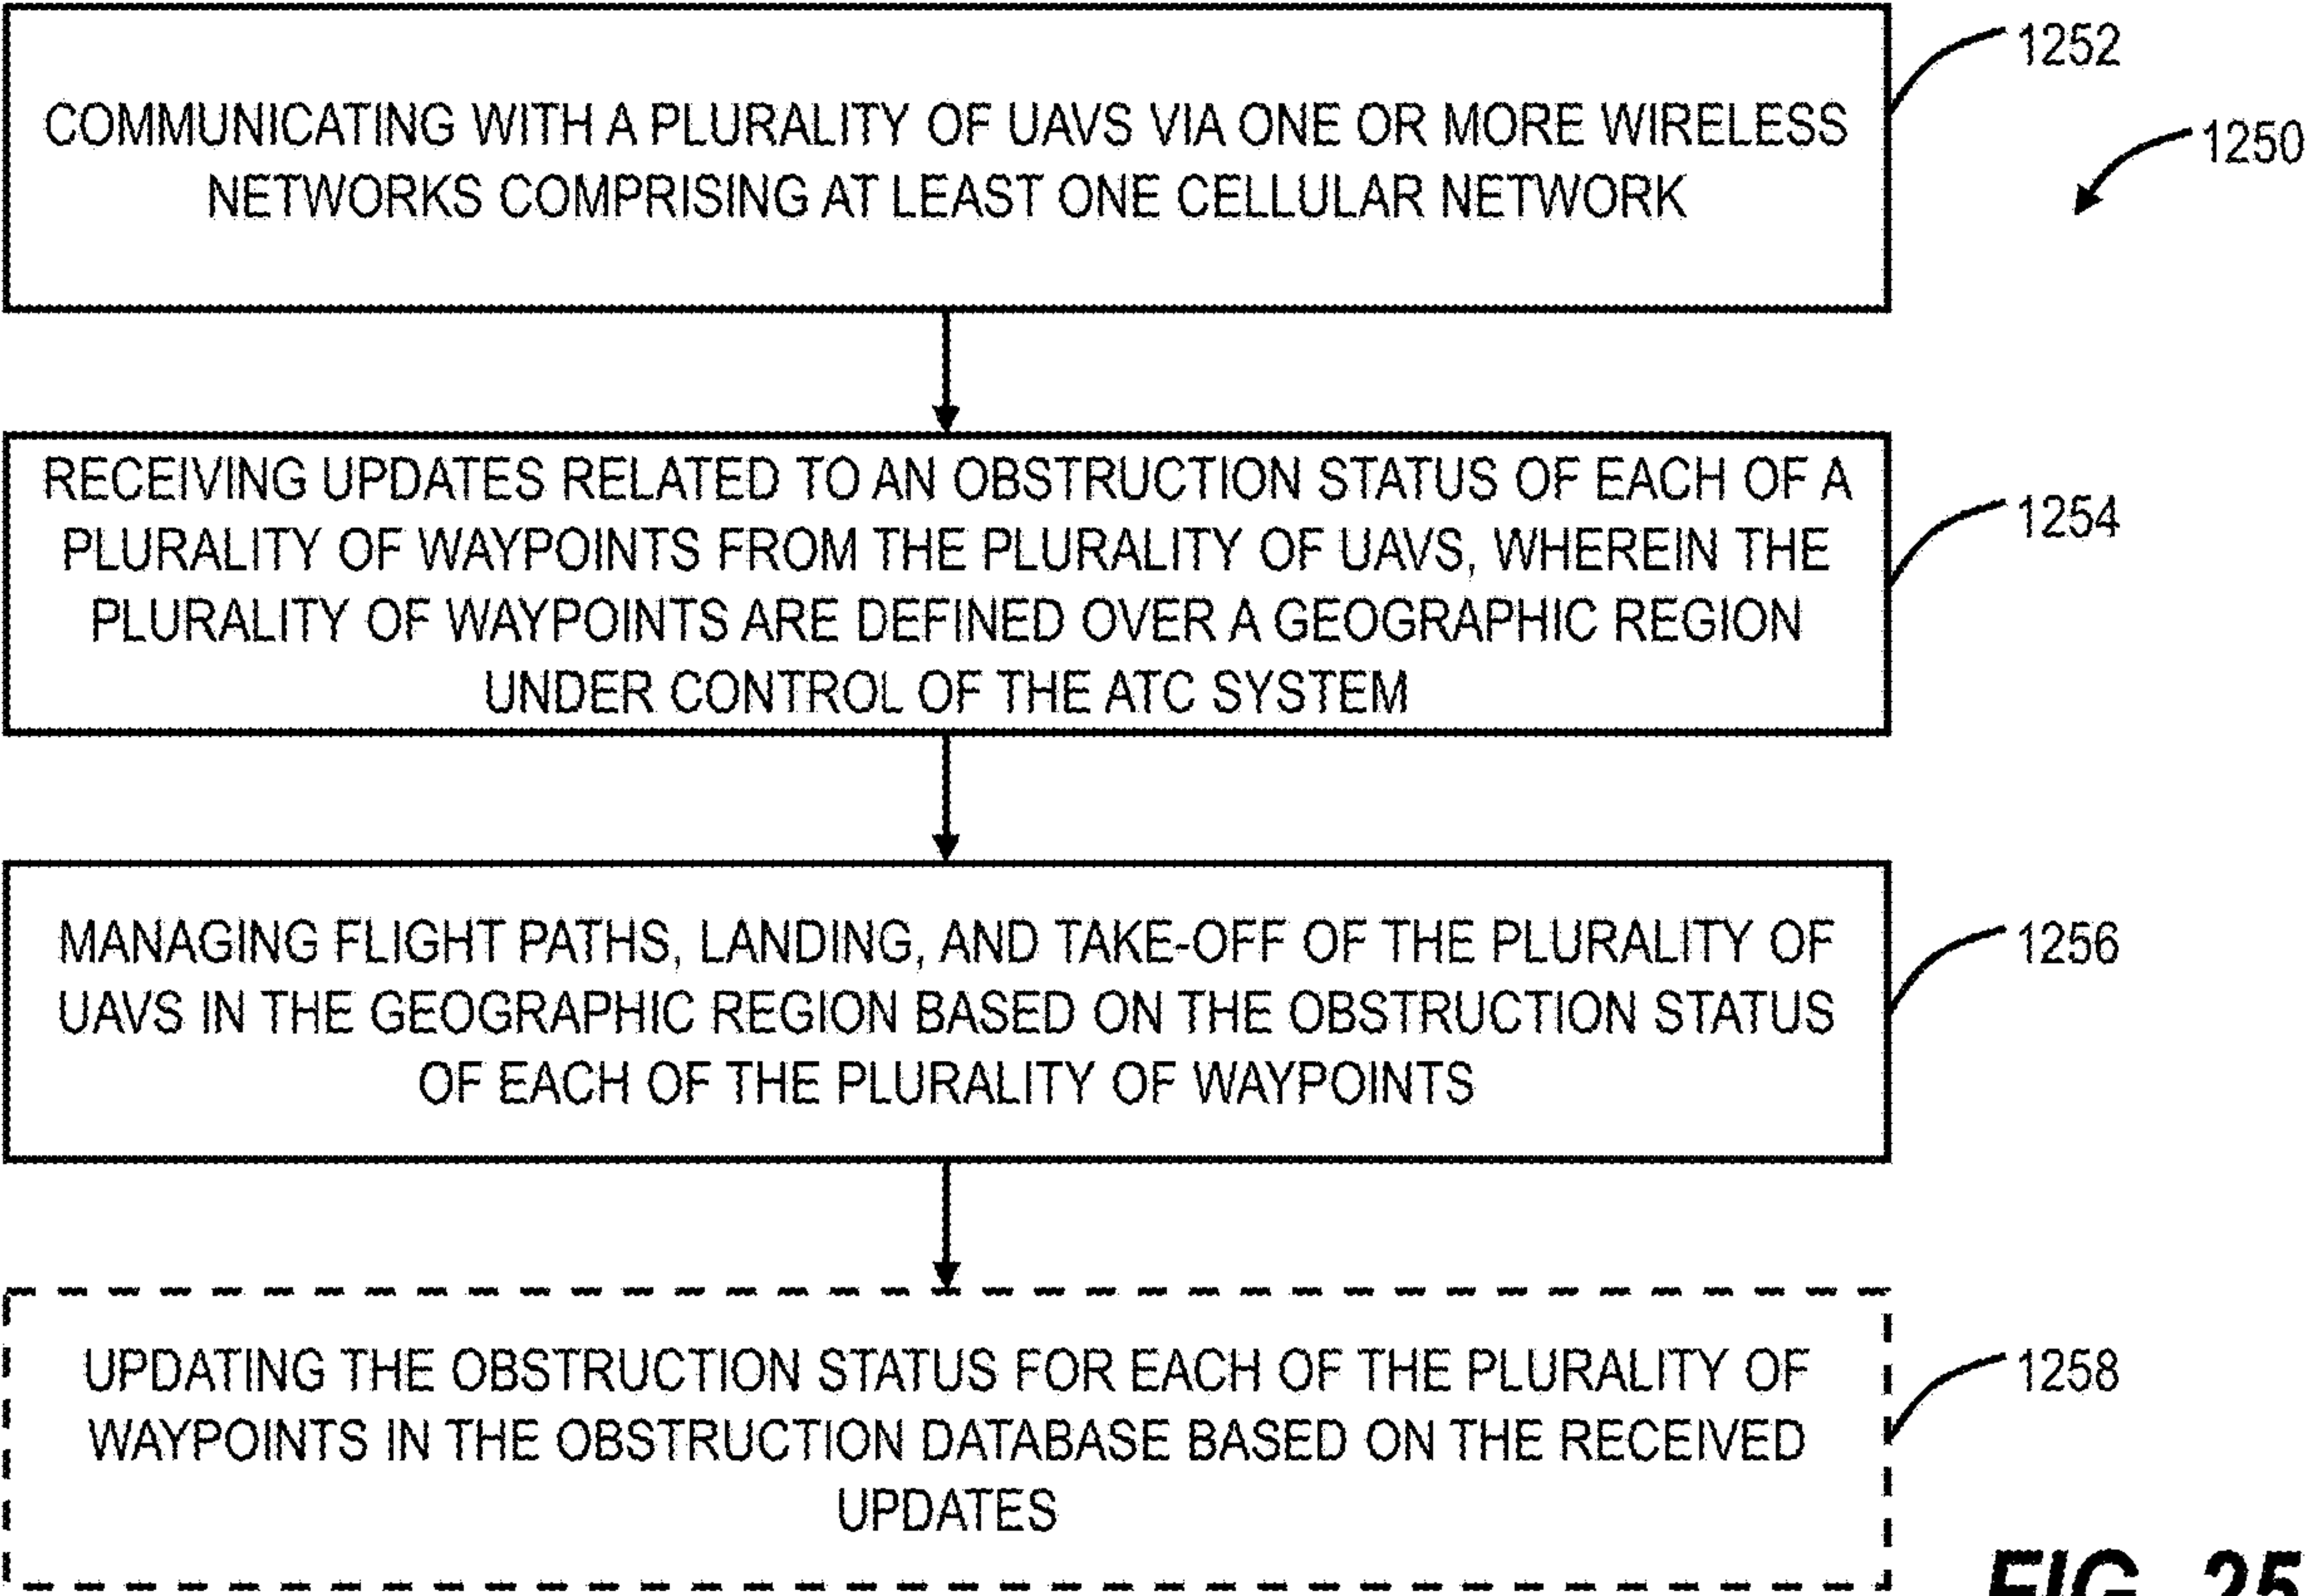 COMMUNICATING WITH A PLURALITY OF UAVS VIA ONE OR MORE WIRELESS
NETWORKS COMPRISING AT LEAST ONE CELLULAR NETWORK
1252
1250
RECEIVING UPDATES RELATED TO AN OBSTRUCTION STATUS OF EACH OF A
PLURALITY OF WAYPOINTS FROM THE PLURALITY OF UAVS, WHEREIN THE
PLURALITY OF WAYPOINTS ARE DEFINED OVER A GEOGRAPHIC REGION
UNDER CONTROL OF THE ATC SYSTEM
1254
MANAGING FLIGHT PATHS, LANDING, AND TAKE-OFF OF THE PLURALITY OF
UAVS IN THE GEOGRAPHIC REGION BASED ON THE OBSTRUCTION STATUS
OF EACH OF THE PLURALITY OF WAYPOINTS
1256
UPDATING THE OBSTRUCTION STATUS FOR EACH OF THE PLURALITY OF
WAYPOINTS IN THE OBSTRUCTION DATABASE BASED ON THE RECEIVED
UPDATES
1258
FIG. 25